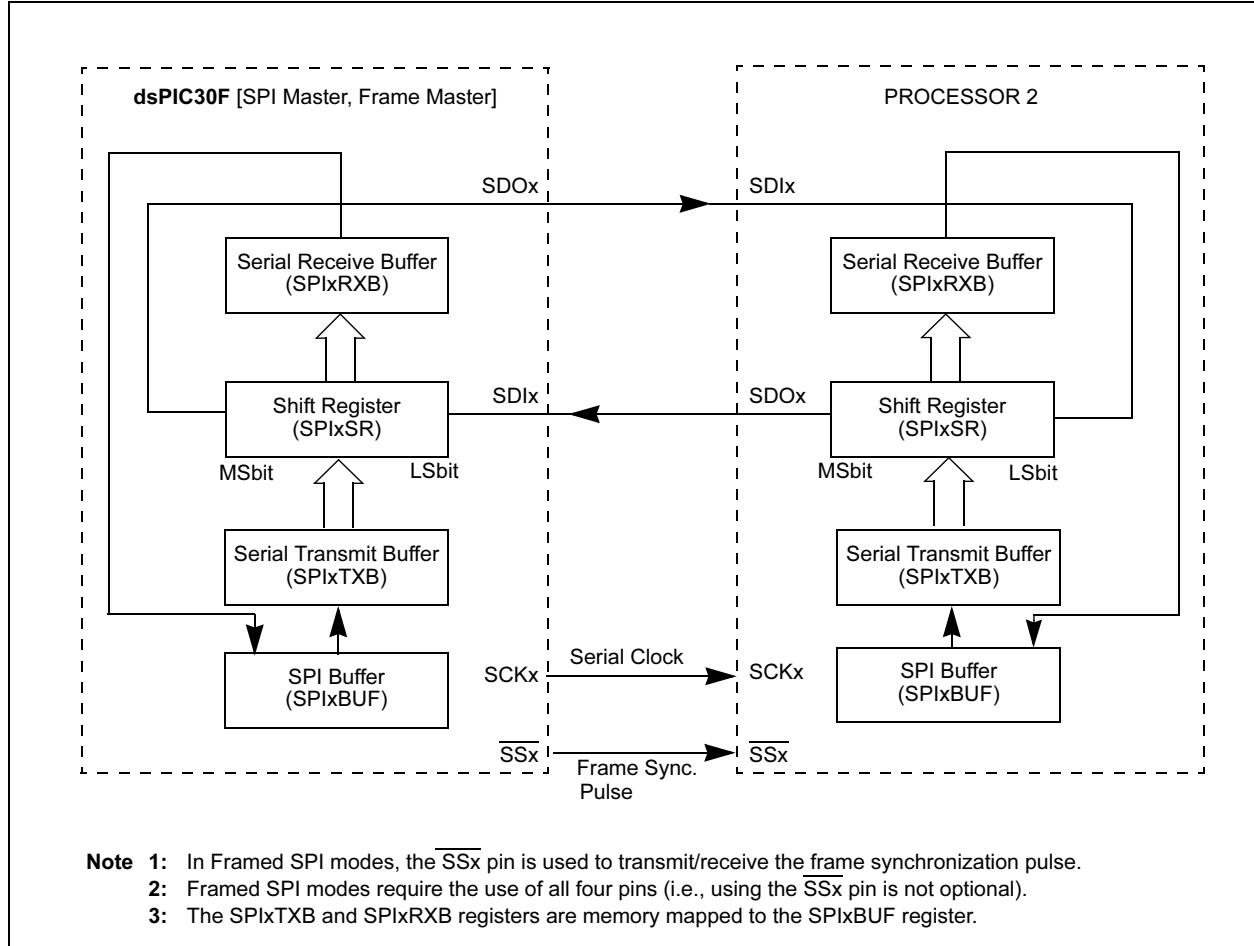 dsPIC30F [SPI Master, Frame Master]
PROCESSOR 2
SDOx
SDIx
Serial Receive Buffer
(SPIxRXB)
Serial Receive Buffer
(SPIxRXB)
Shift Register
(SPIxSR)
SDIx
SDOx
Shift Register
(SPIxSR)
MSbit
LSbit
MSbit
LSbit
Serial Transmit Buffer
(SPIxTXB)
Serial Transmit Buffer
(SPIxTXB)
SPI Buffer
(SPIxBUF)
SCKx
Serial Clock
SCKx
SPI Buffer
(SPIxBUF)
SSx
Frame Sync.
Pulse
SSx
Note 1: In Framed SPI modes, the SSx pin is used to transmit/receive the frame synchronization pulse.
2: Framed SPI modes require the use of all four pins (i.e., using the SSx pin is not optional).
3: The SPIxTXB and SPIxRXB registers are memory mapped to the SPIxBUF register.